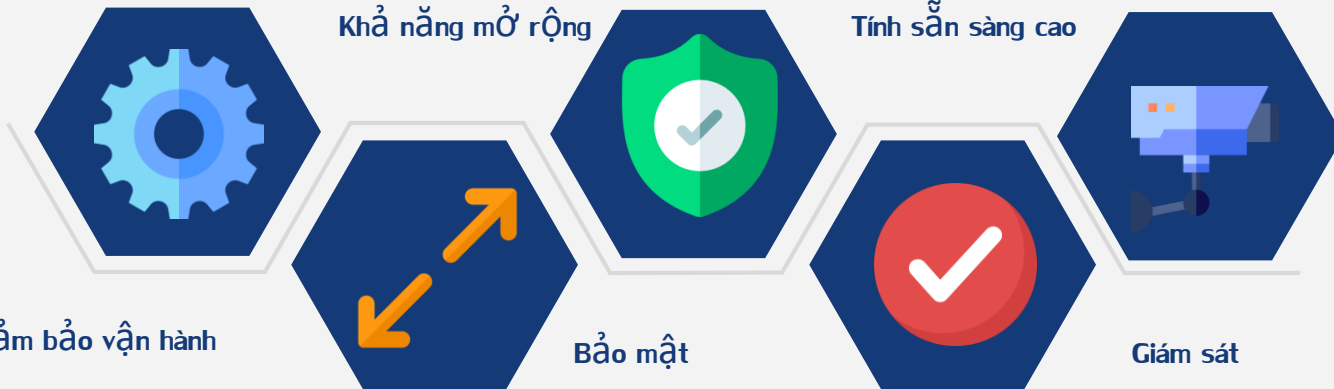 Khả năng mở rộng
Tính sẵn sàng cao
ảm bảo vận hành
Bảo mật
Giám sát